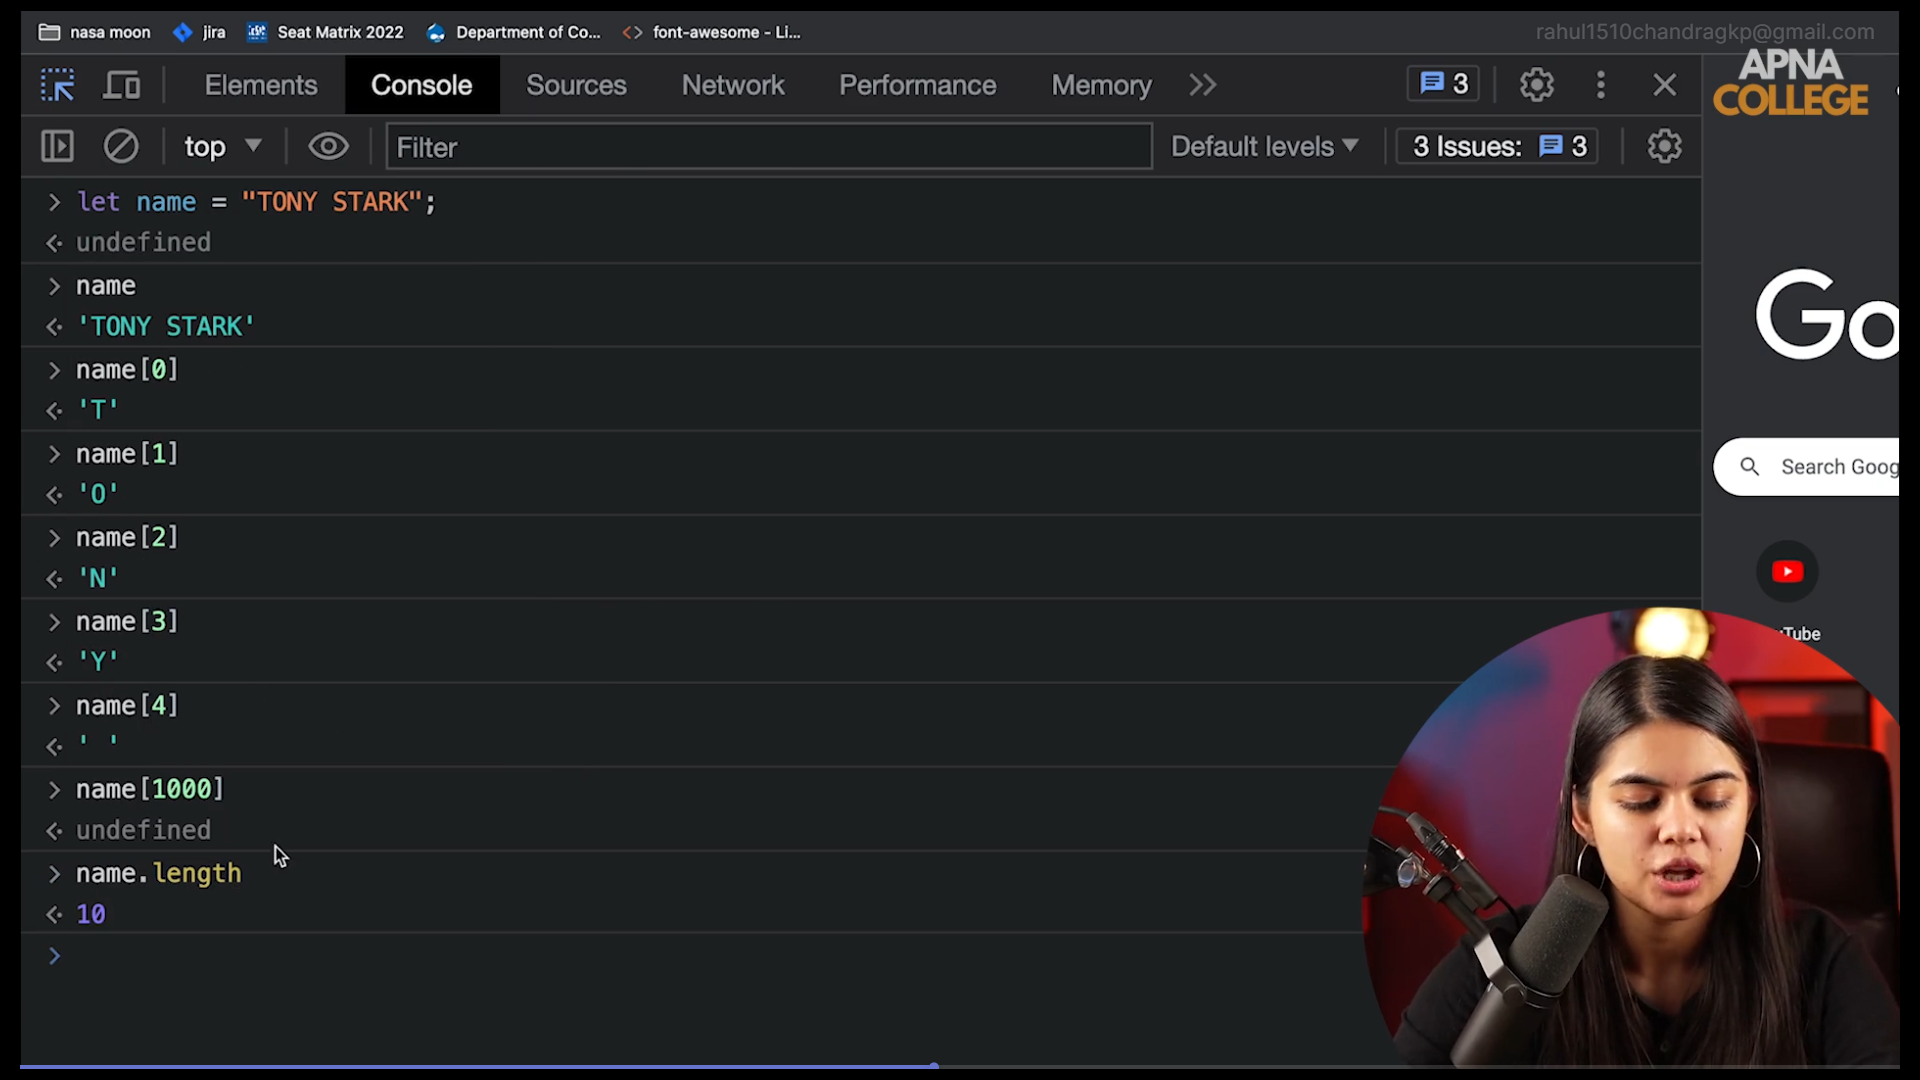 nasa moon jira Seat Matrix 2022 Department of Co... font-awesome - Li...
rahul1510chandragkp@gmail.com
APNA
COLLEGE
Elements Console Sources Network Performance Memory 3
top Filter Default levels 3 Issues: 3
> let name = "TONY STARK";
undefined
> name
'TONY STARK'
> name[0]
'T'
> name[1]
'O'
> name[2]
'N'
> name[3]
'Y'
> name[4]
' '
> name[1000]
undefined
> name.length
10
>
Go
Search Goog
uTube